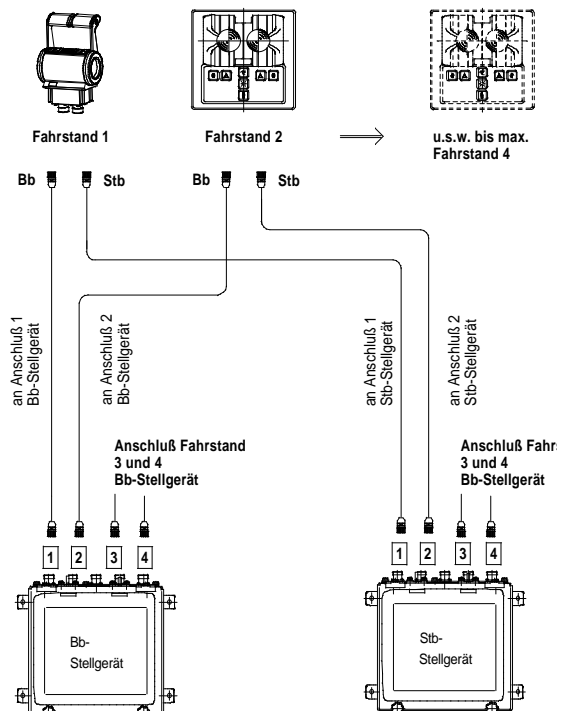 Fahrstand 1
Fahrstand 2
u.s.w. bis max.
Fahrstand 4
Bb
Stb
Bb
Stb
an Anschluß 1
Bb-Stellgerät
an Anschluß 2
Bb-Stellgerät
an Anschluß 1
Stb-Stellgerät
an Anschluß 2
Stb-Stellgerät
Anschluß Fahrstand
3 und 4
Bb-Stellgerät
Anschluß Fahr
3 und 4
Bb-Stellgerät
1
2
3
4
1
2
3
4
Bb-
Stellgerät
Stb-
Stellgerät